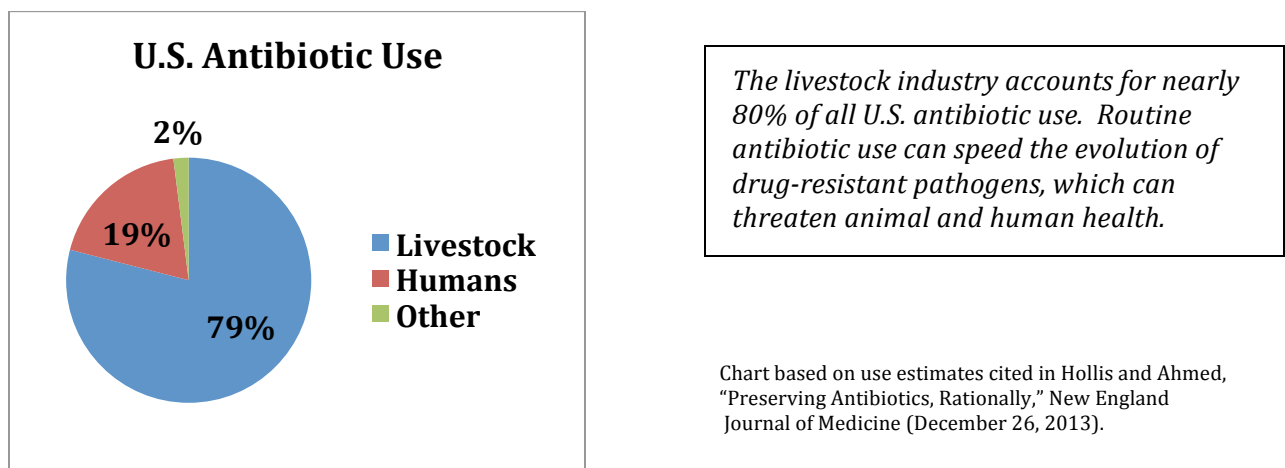 U.S. Antibiotic Use
2%
19%
79%
Livestock
Humans
Other
The livestock industry accounts for nearly
80% of all U.S. antibiotic use.  Routine
antibiotic use can speed the evolution of
drug-resistant pathogens, which can
threaten animal and human health.
Chart based on use estimates cited in Hollis and Ahmed,
“Preserving Antibiotics, Rationally,” New England
Journal of Medicine (December 26, 2013).